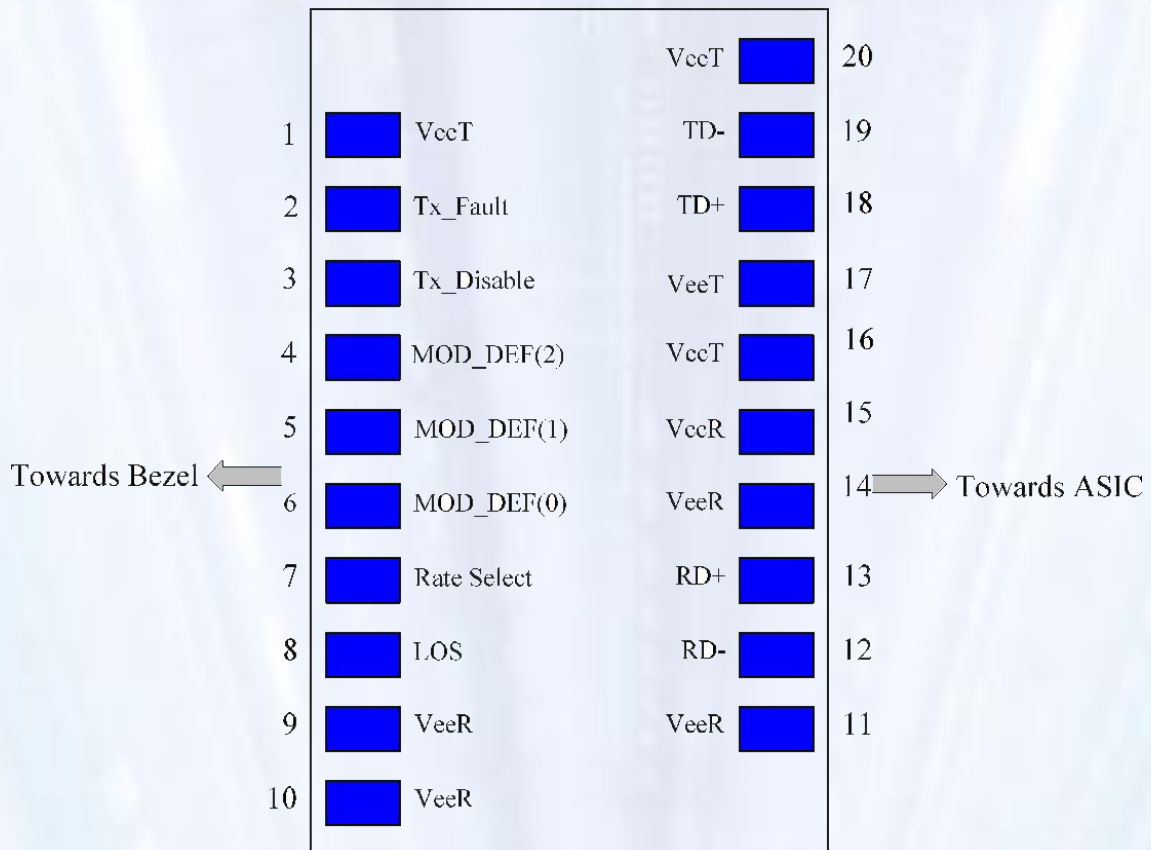 VccT 20
1 VccT TD- 19
2 Tx_Fault TD+ 18
3 Tx_Disable VeeT 17
4 MOD_DEF(2) VccT 16
5 MOD_DEF(1) VccR 15
Towards Bezel
6 MOD_DEF(0) VeeR 14
Towards ASIC
7 Rate Select RD+ 13
8 LOS RD- 12
9 VeeR VeeR 11
10 VeeR